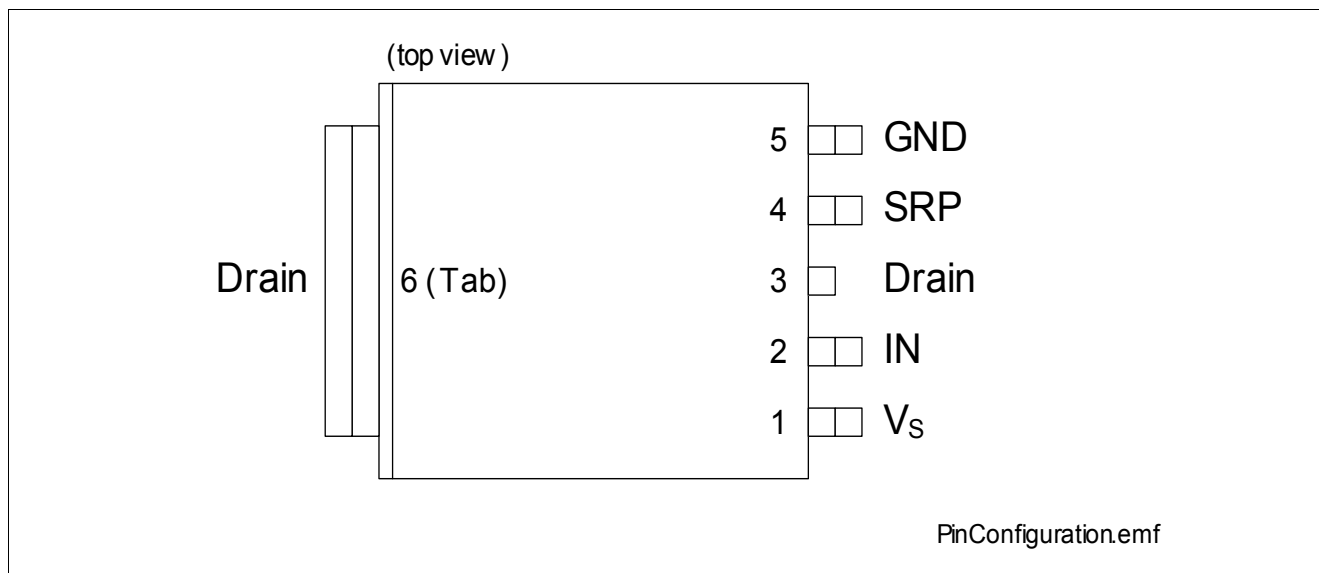 (top view)
5 GND
4 SRP
Drain 6 (Tab) 3 Drain
2 IN
1 VS
PinConfiguration.emf